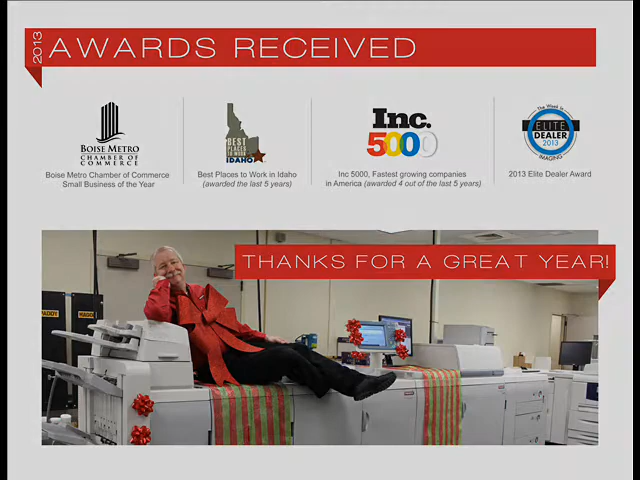 2013
AWARDS RECEIVED
BOISE METRO
CHAMBER OF
COMMERCE
Boise Metro Chamber of Commerce
Small Business of the Year
BEST
PLACES
TO WORK
IDAHO
Best Places to Work in Idaho
(awarded the last 5 years)
Inc.
5000
Inc 5000, Fastest growing companies
in America (awarded 4 out of the last 5 years)
The Week in
ELITE
DEALER
2013
IMAGING
2013 Elite Dealer Award
THANKS FOR A GREAT YEAR!
PADDY